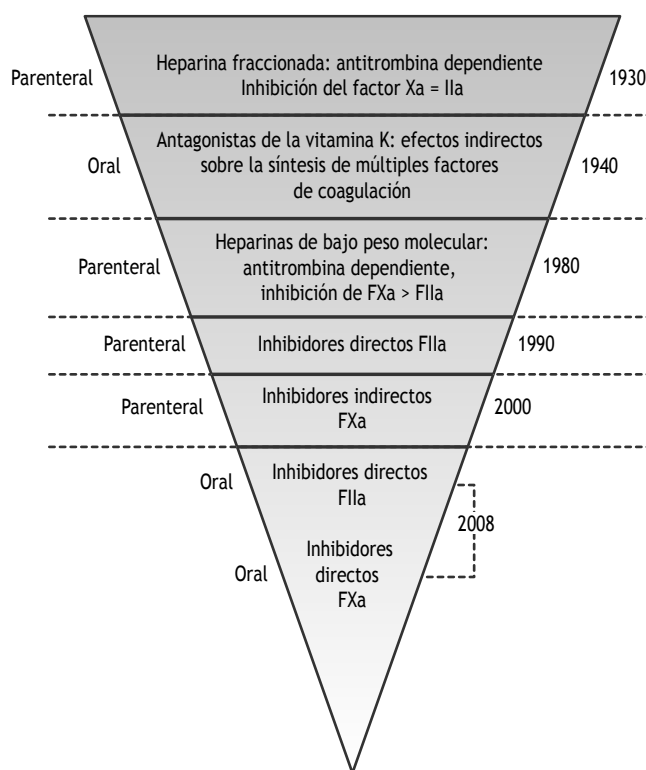 Parenteral
Heparina fraccionada: antitrombina dependiente
Inhibición del factor Xa = IIa
1930
Oral
Antagonistas de la vitamina K: efectos indirectos
sobre la síntesis de múltiples factores
de coagulación
1940
Parenteral
Heparinas de bajo peso molecular:
antitrombina dependiente,
inhibición de FXa > FIIa
1980
Parenteral
Inhibidores directos FIIa
1990
Parenteral
Inhibidores indirectos
FXa
2000
Oral
Inhibidores directos
FIIa
2008
Oral
Inhibidores
directos
FXa